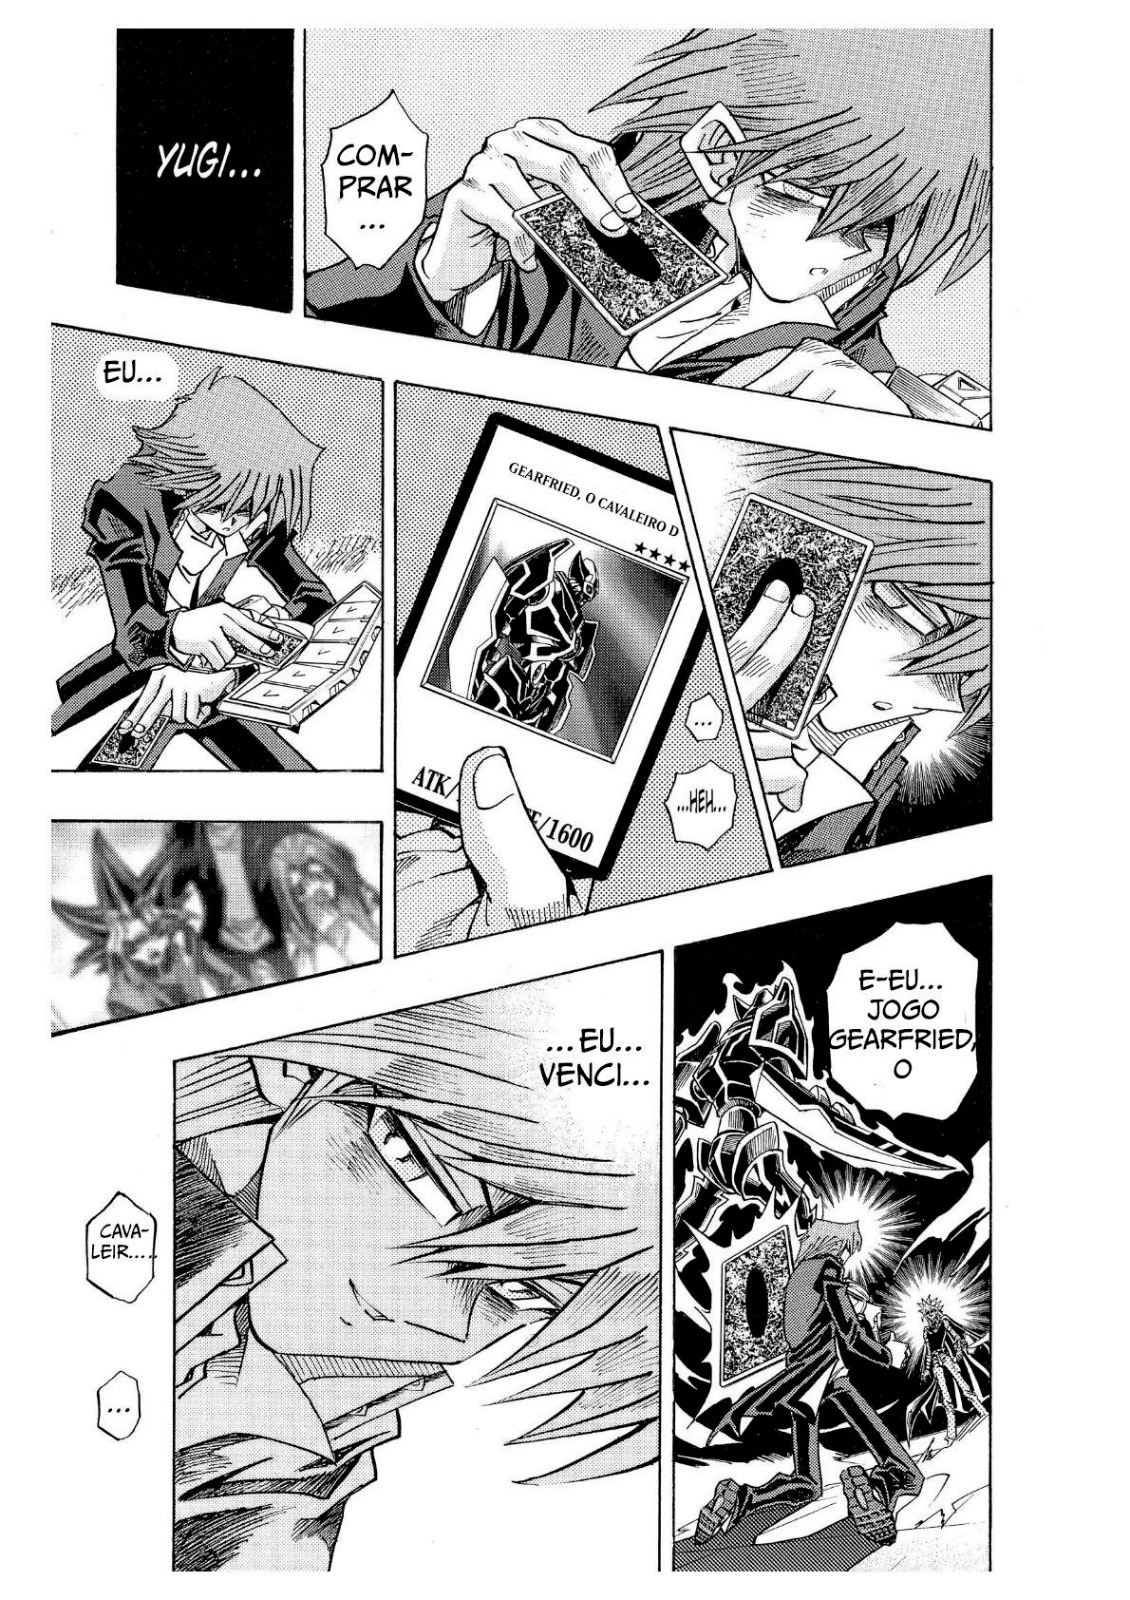 COM-
PRAR
...
YUGI...
...
...HEH...
GEARFRIED, O CAVALEIRO D
ATK/
E/1600
EU...
E-EU...
JOGO
GEARFRIED,
O
...EU...
VENCI...
CAVA-
LEIR.....
...